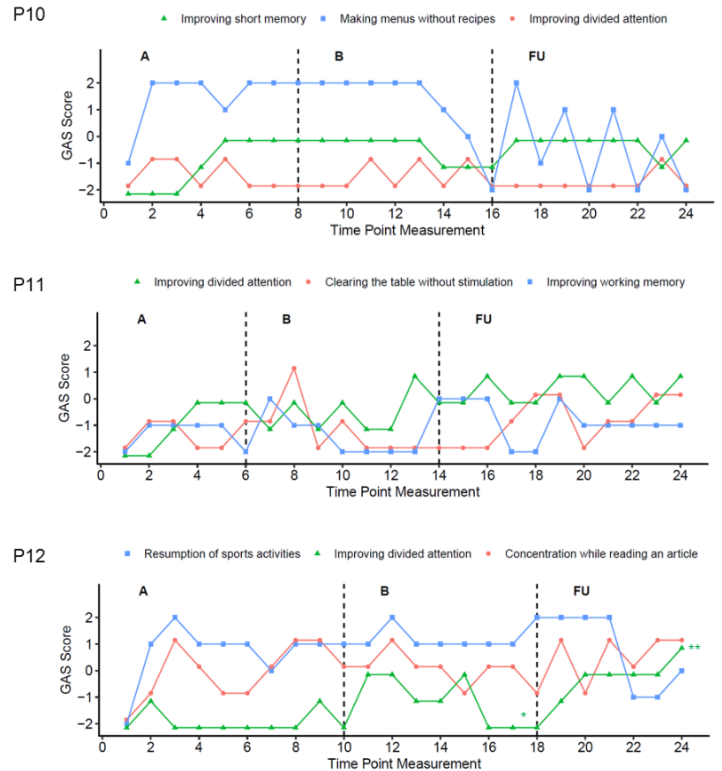 P10
Improving short memory Making menus without recipes Improving divided attention
A B FU
2
1
0
−1
−2
GAS Score
0 2 4 6 8 10 12 14 16 18 20 22 24
Time Point Measurement
P11
Improving divided attention Clearing the table without stimulation Improving working memory
A B FU
2
1
0
−1
−2
GAS Score
0 2 4 6 8 10 12 14 16 18 20 22 24
Time Point Measurement
P12
Resumption of sports activities Improving divided attention Concentration while reading an article
A B FU
2
1
0
−1
−2
GAS Score
**
*
0 2 4 6 8 10 12 14 16 18 20 22 24
Time Point Measurement